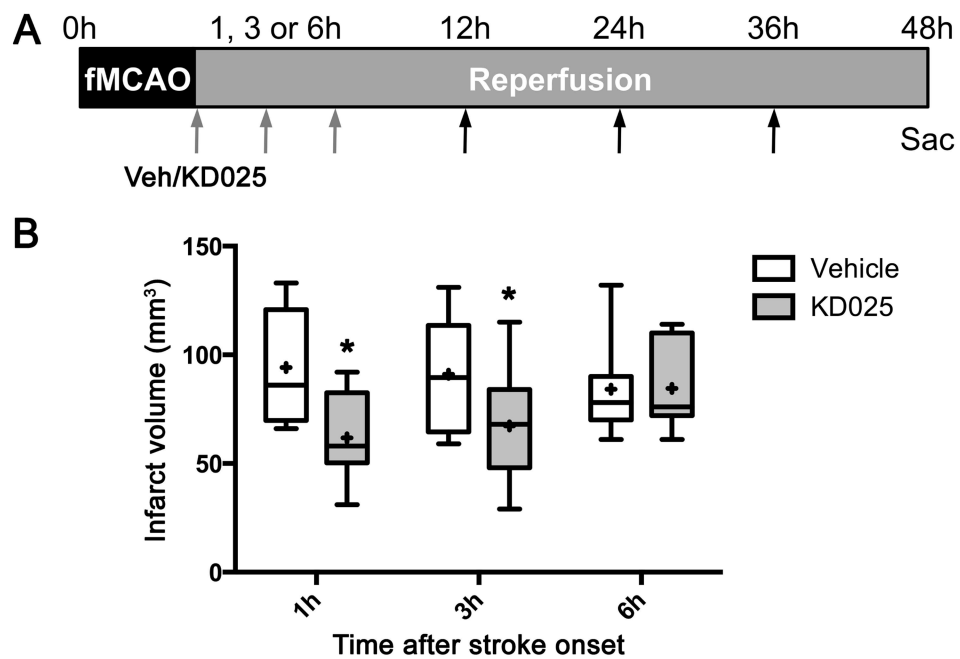 A
0h 1, 3 or 6h 12h 24h 36h 48h
fMCAO Reperfusion
Sac
Veh/KD025
B
Infarct volume (mm³)
150
100
50
0
*
*
Vehicle
KD025
1h 3h 6h
Time after stroke onset